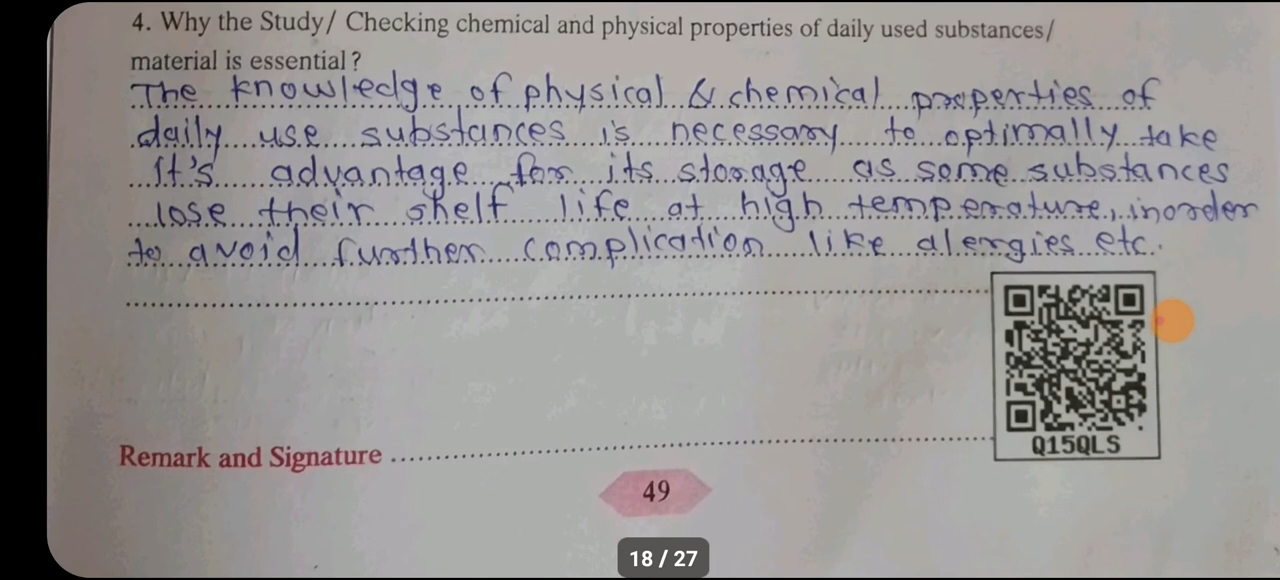 4. Why the Study/ Checking chemical and physical properties of daily used substances/
material is essential?
The knowledge of physical & chemical properties of
daily use substances is necessary to optimally take
It's advantage for its storage as some substances
lose their shelf life at high temperature, inorder
to avoid further complication like alergies etc.
Q15QLS
Remark and Signature
49
18 / 27